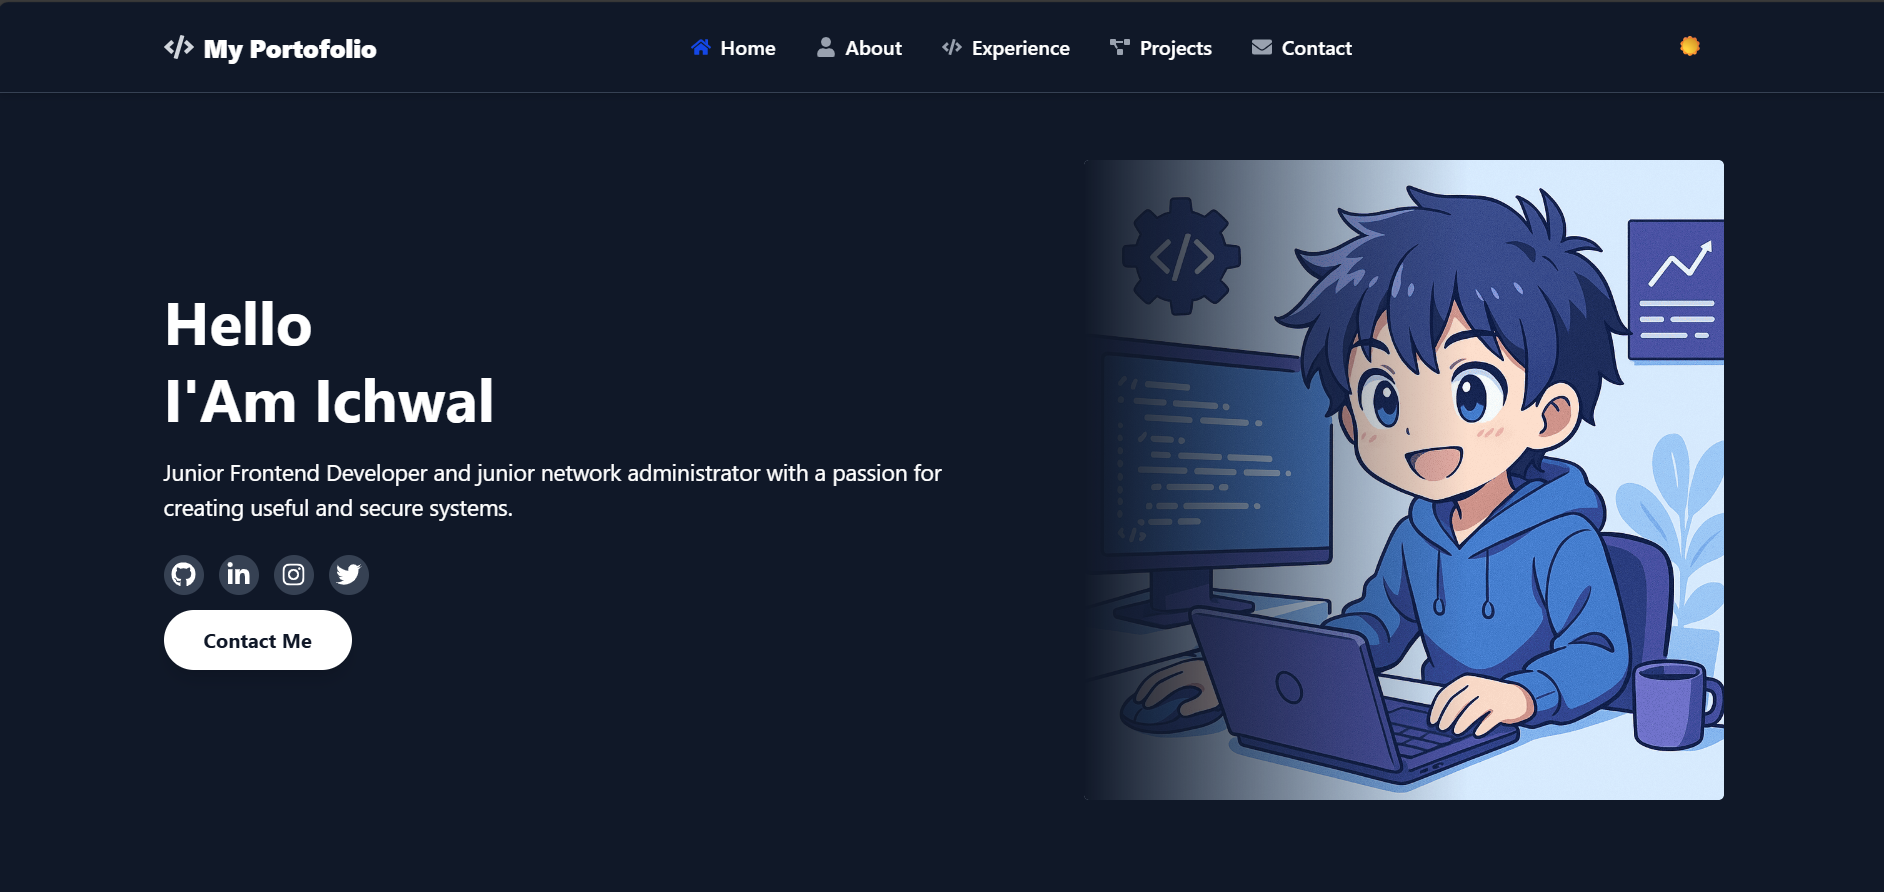 </> My Portofolio
Home
About
Experience
Projects
Contact
Hello
I'Am Ichwal
Junior Frontend Developer and junior network administrator with a passion for
creating useful and secure systems.
in
Contact Me
</>